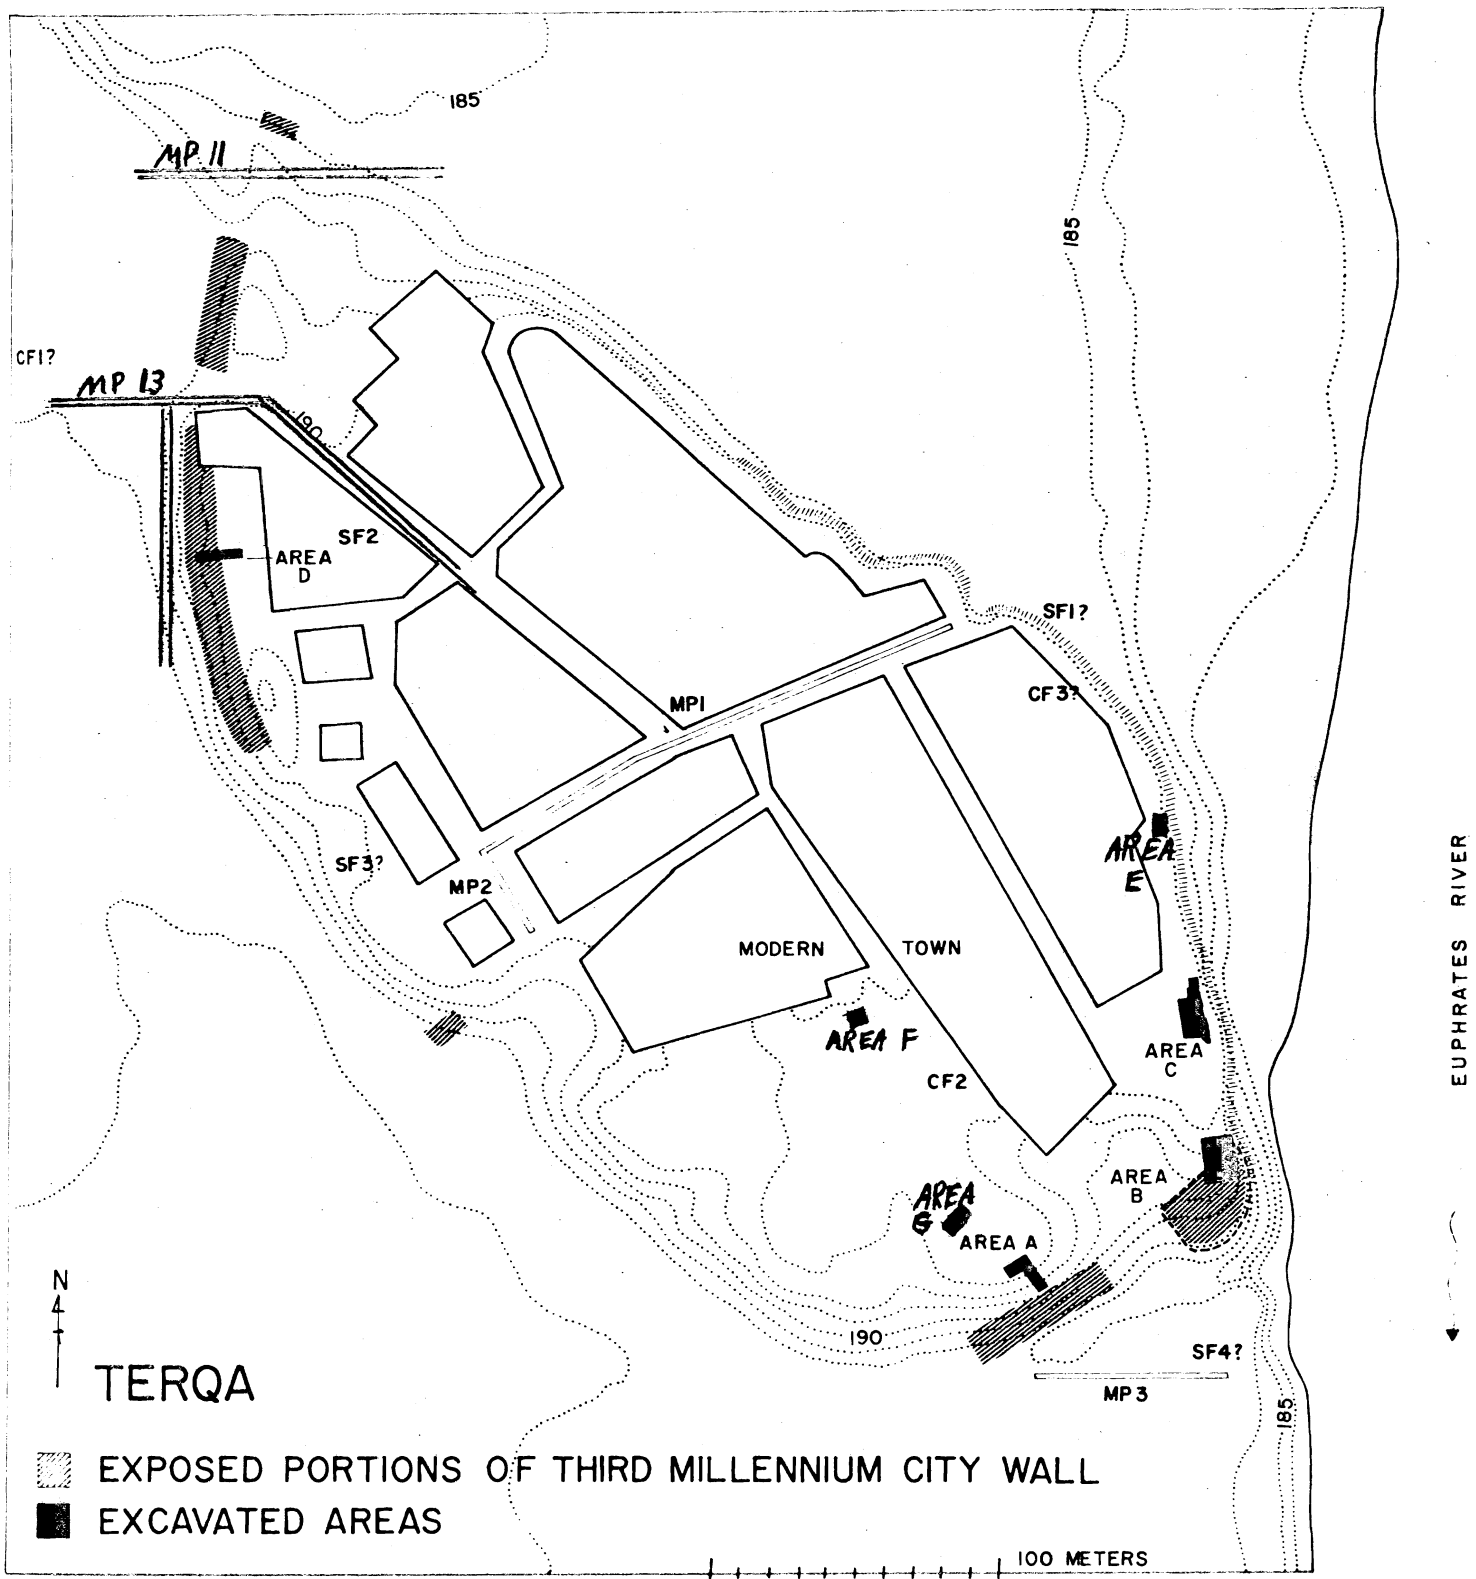 185
MP 11
185
CF1?
MP 13
190
SF2
AREA
D
SF1?
CF3?
MP1
AREA
E
SF3?
MP2
MODERN TOWN
EUPHRATES RIVER
AREA F
AREA
C
CF2
AREA
B
AREA
G
AREA A
N
190
SF4?
MP3
TERQA
185
EXPOSED PORTIONS OF THIRD MILLENNIUM CITY WALL
EXCAVATED AREAS
100 METERS